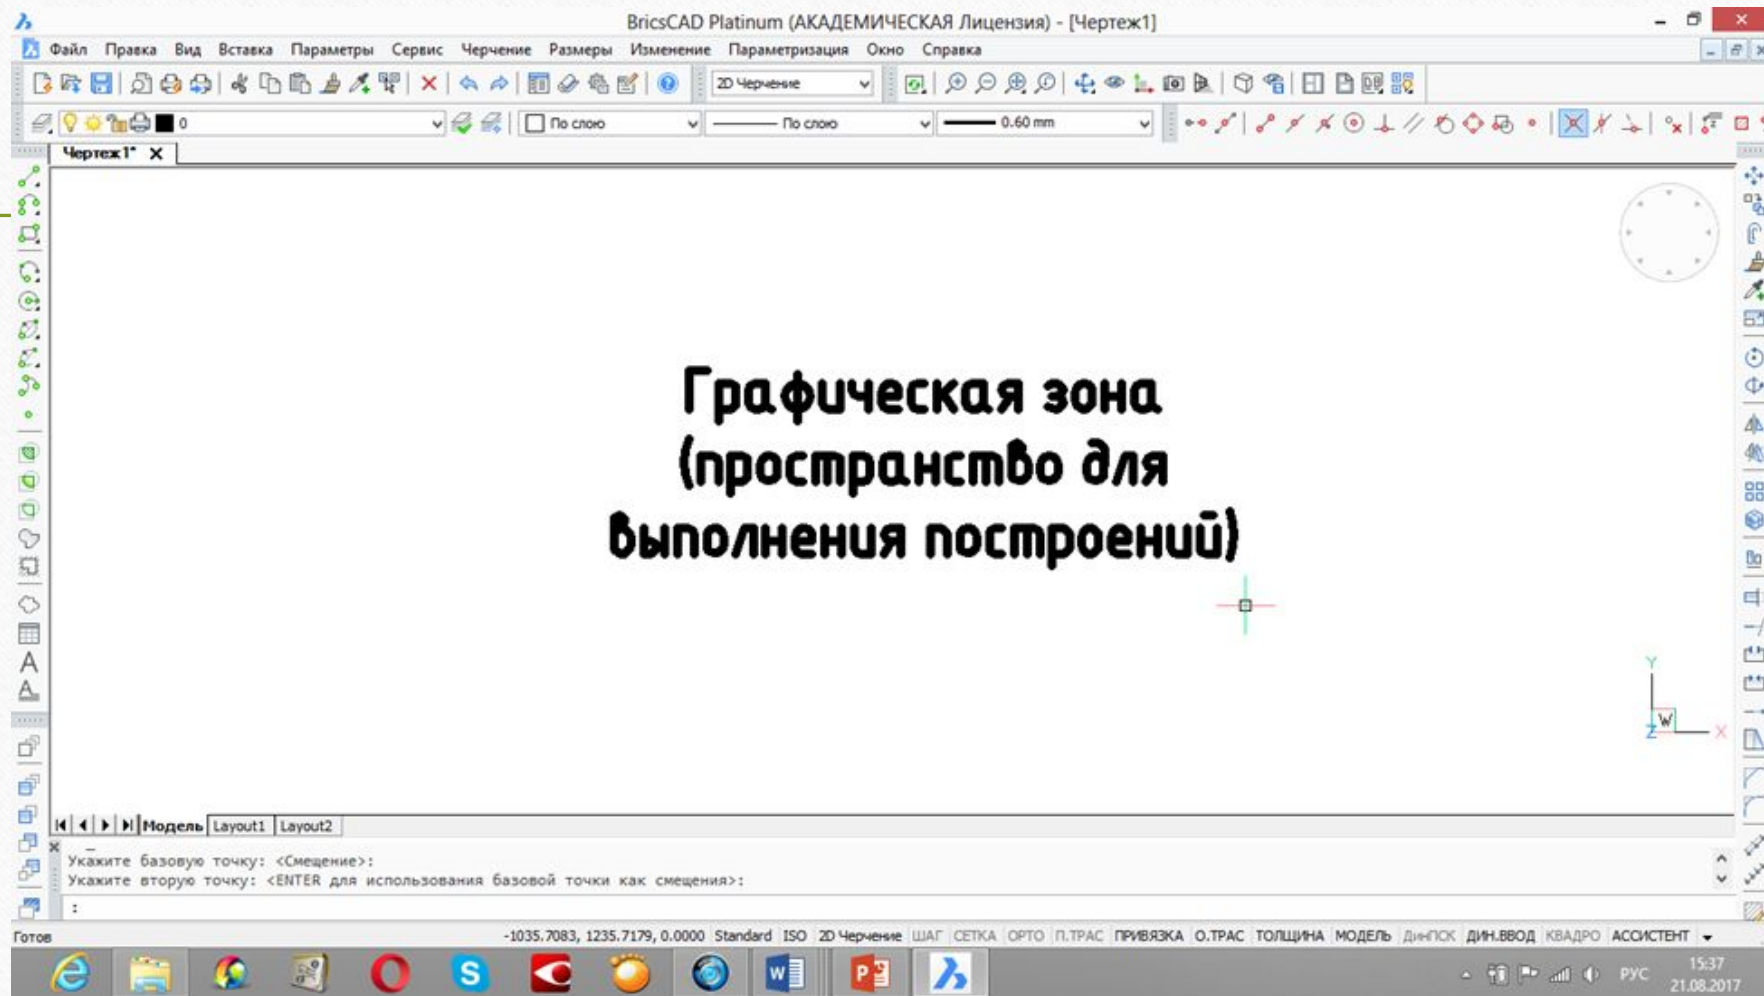 BricsCAD Platinum (АКАДЕМИЧЕСКАЯ Лицензия) - [Чертеж1]
Файл Правка Вид Вставка Параметры Сервис Черчение Размеры Изменение Параметризация Окно Справка
2D Черчение
0 По слою По слою 0.60 mm
Чертеж1*
Графическая зона
(пространство для
выполнения построений)
Y
W
Z X
Модель Layout1 Layout2
Укажите базовую точку: <Смещение>:
Укажите вторую точку: <ENTER для использования базовой точки как смещения>:
:
Готов -1035.7083, 1235.7179, 0.0000 Standard ISO 2D Черчение ШАГ СЕТКА ОРТО П.ТРАС ПРИВЯЗКА О.ТРАС ТОЛЩИНА МОДЕЛЬ ДинПСК ДИН.ВВОД КВАДРО АССИСТЕНТ
РУС 15:37
21.08.2017